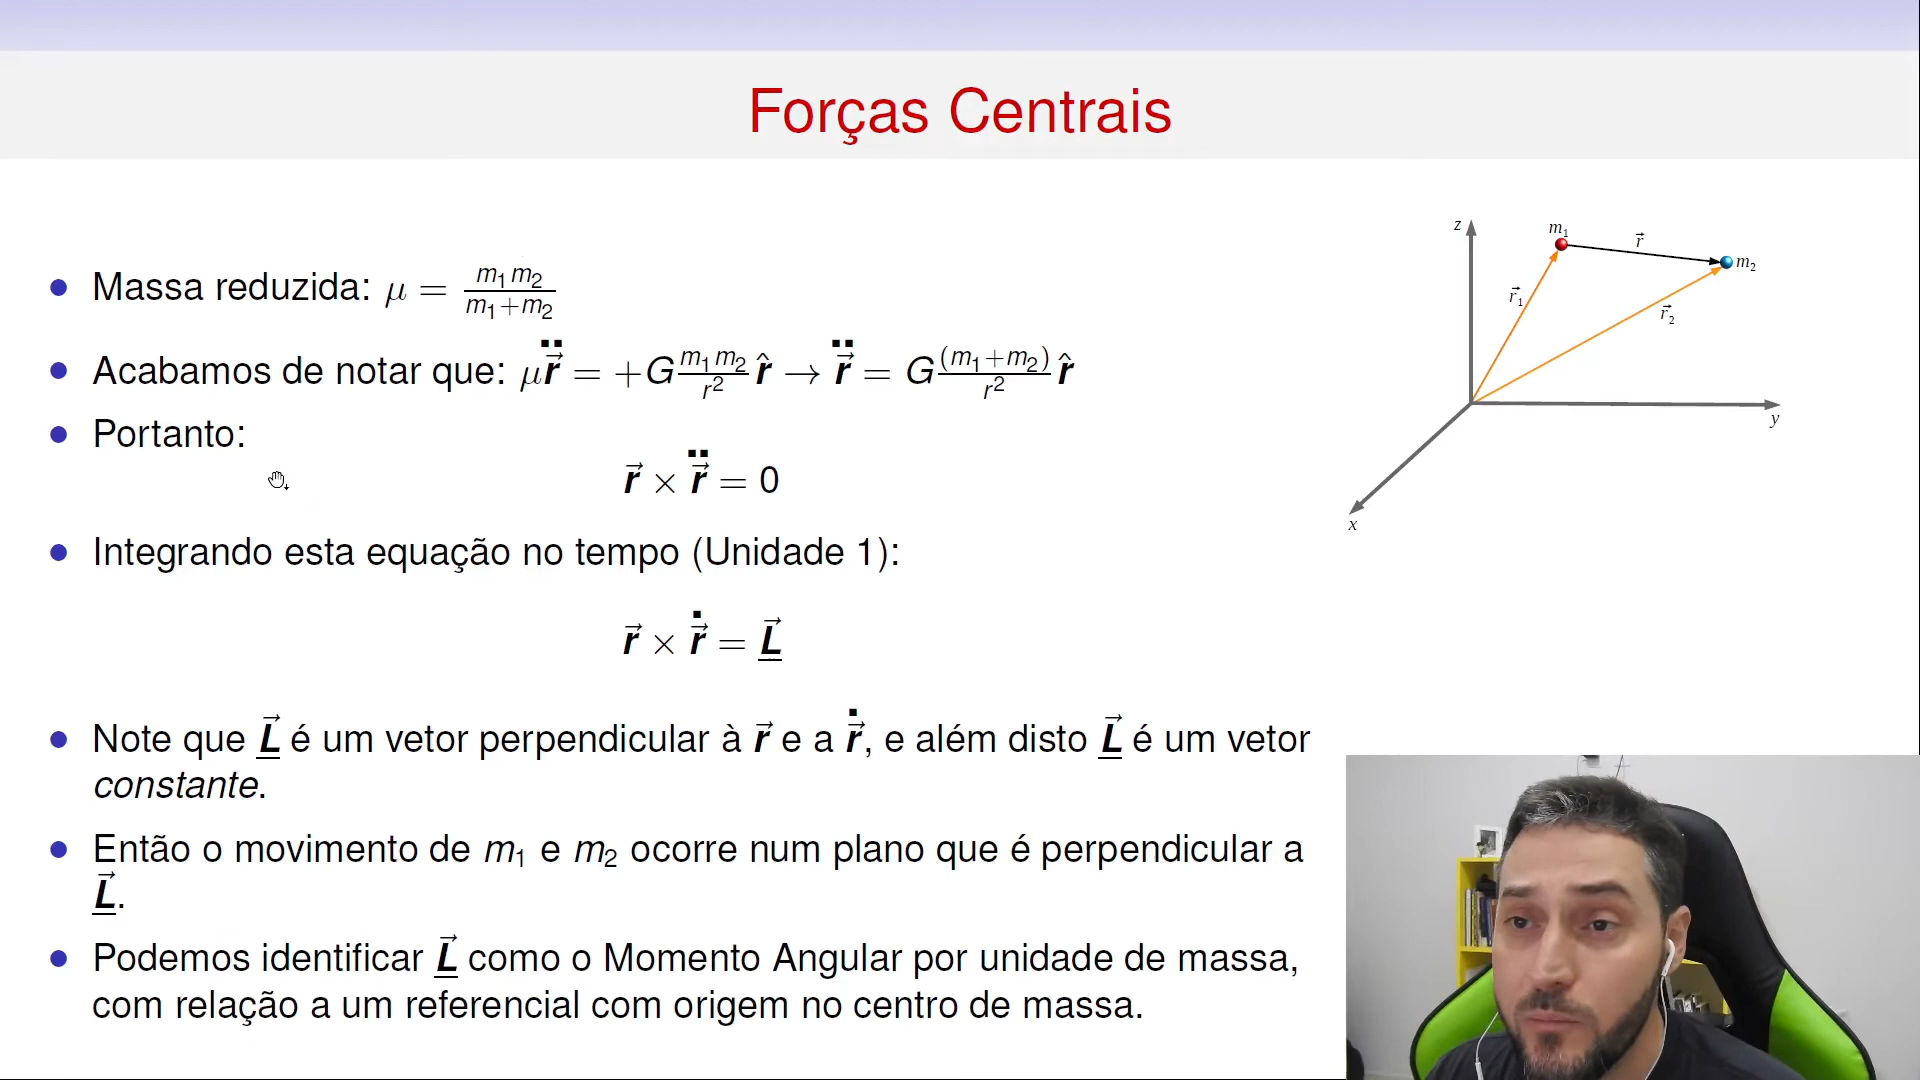 Forças Centrais
• Massa reduzida: μ = m₁m₂/(m₁+m₂)
• Acabamos de notar que: μr⃗̈ = +G m₁m₂/r² r̂ → r⃗̈ = G (m₁+m₂)/r² r̂
• Portanto:
r⃗ × r⃗̈ = 0
• Integrando esta equação no tempo (Unidade 1):
r⃗ × r⃗̇ = L⃗
• Note que L⃗ é um vetor perpendicular à r⃗ e a r⃗̇, e além disto L⃗ é um vetor
constante.
• Então o movimento de m₁ e m₂ ocorre num plano que é perpendicular a
L⃗.
• Podemos identificar L⃗ como o Momento Angular por unidade de massa,
com relação a um referencial com origem no centro de massa.
z
m₁
r⃗
m₂
r⃗₁
r⃗₂
y
x